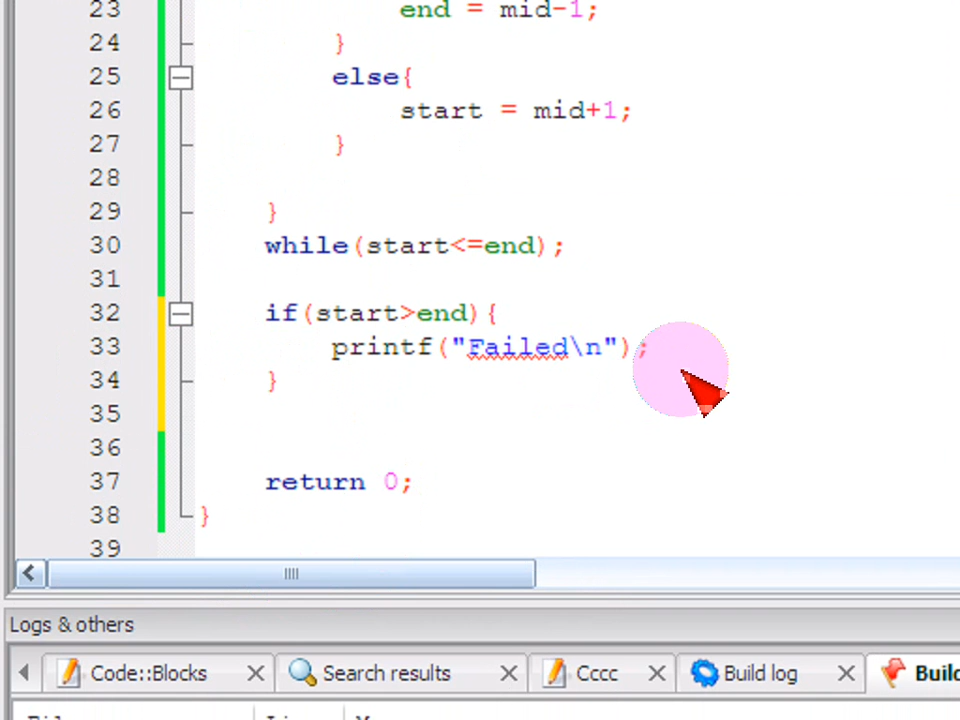 23 end = mid-1;
24 }
25 else{
26 start = mid+1;
27 }
28
29 }
30 while(start<=end);
31
32 if(start>end){
33 printf("Failed\n");
34 }
35
36
37 return 0;
38 }
39
Logs & others
Code::Blocks Search results Cccc Build log